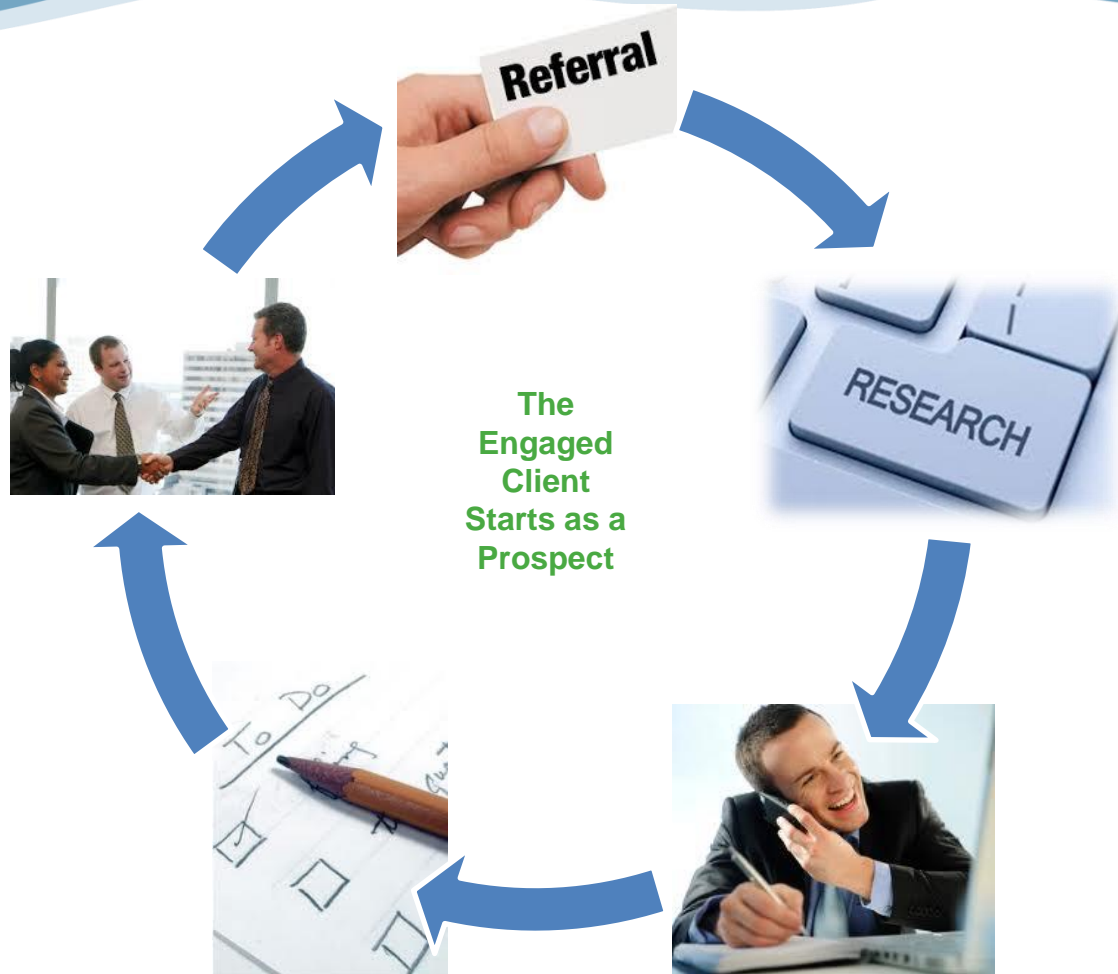 Referral
RESEARCH
The
Engaged
Client
Starts as a
Prospect
To Do